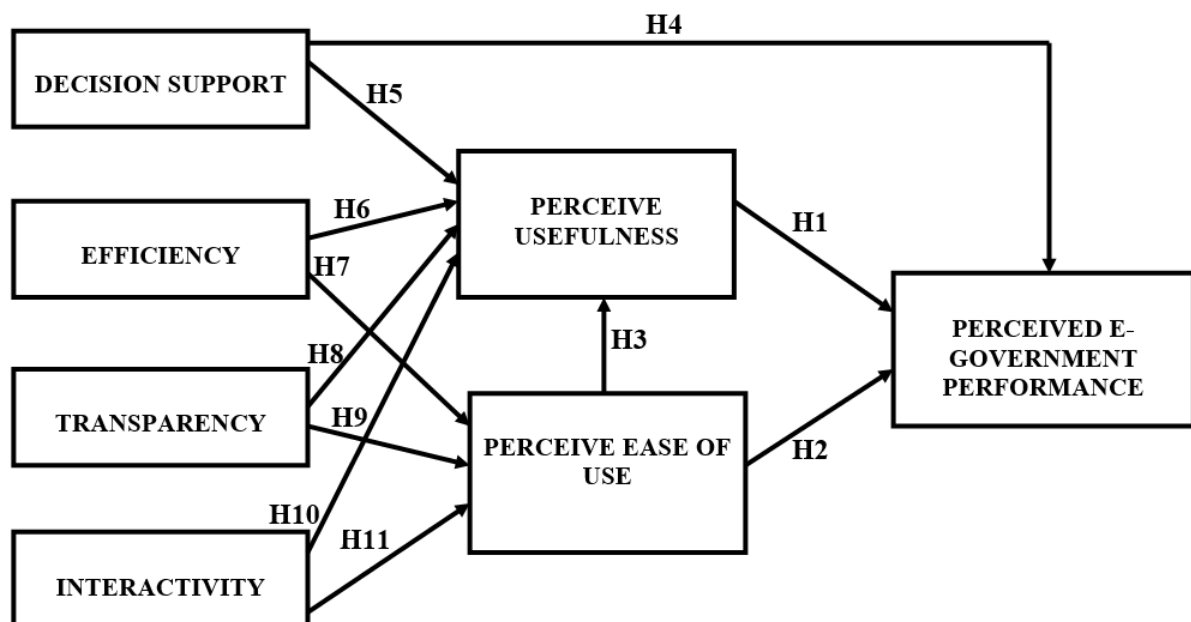 H4
DECISION SUPPORT
H5
PERCEIVE
USEFULNESS
H6
EFFICIENCY
H7
H1
PERCEIVED E-
GOVERNMENT
PERFORMANCE
H3
H8
TRANSPARENCY
H9
PERCEIVE EASE OF
USE
H2
H10
H11
INTERACTIVITY